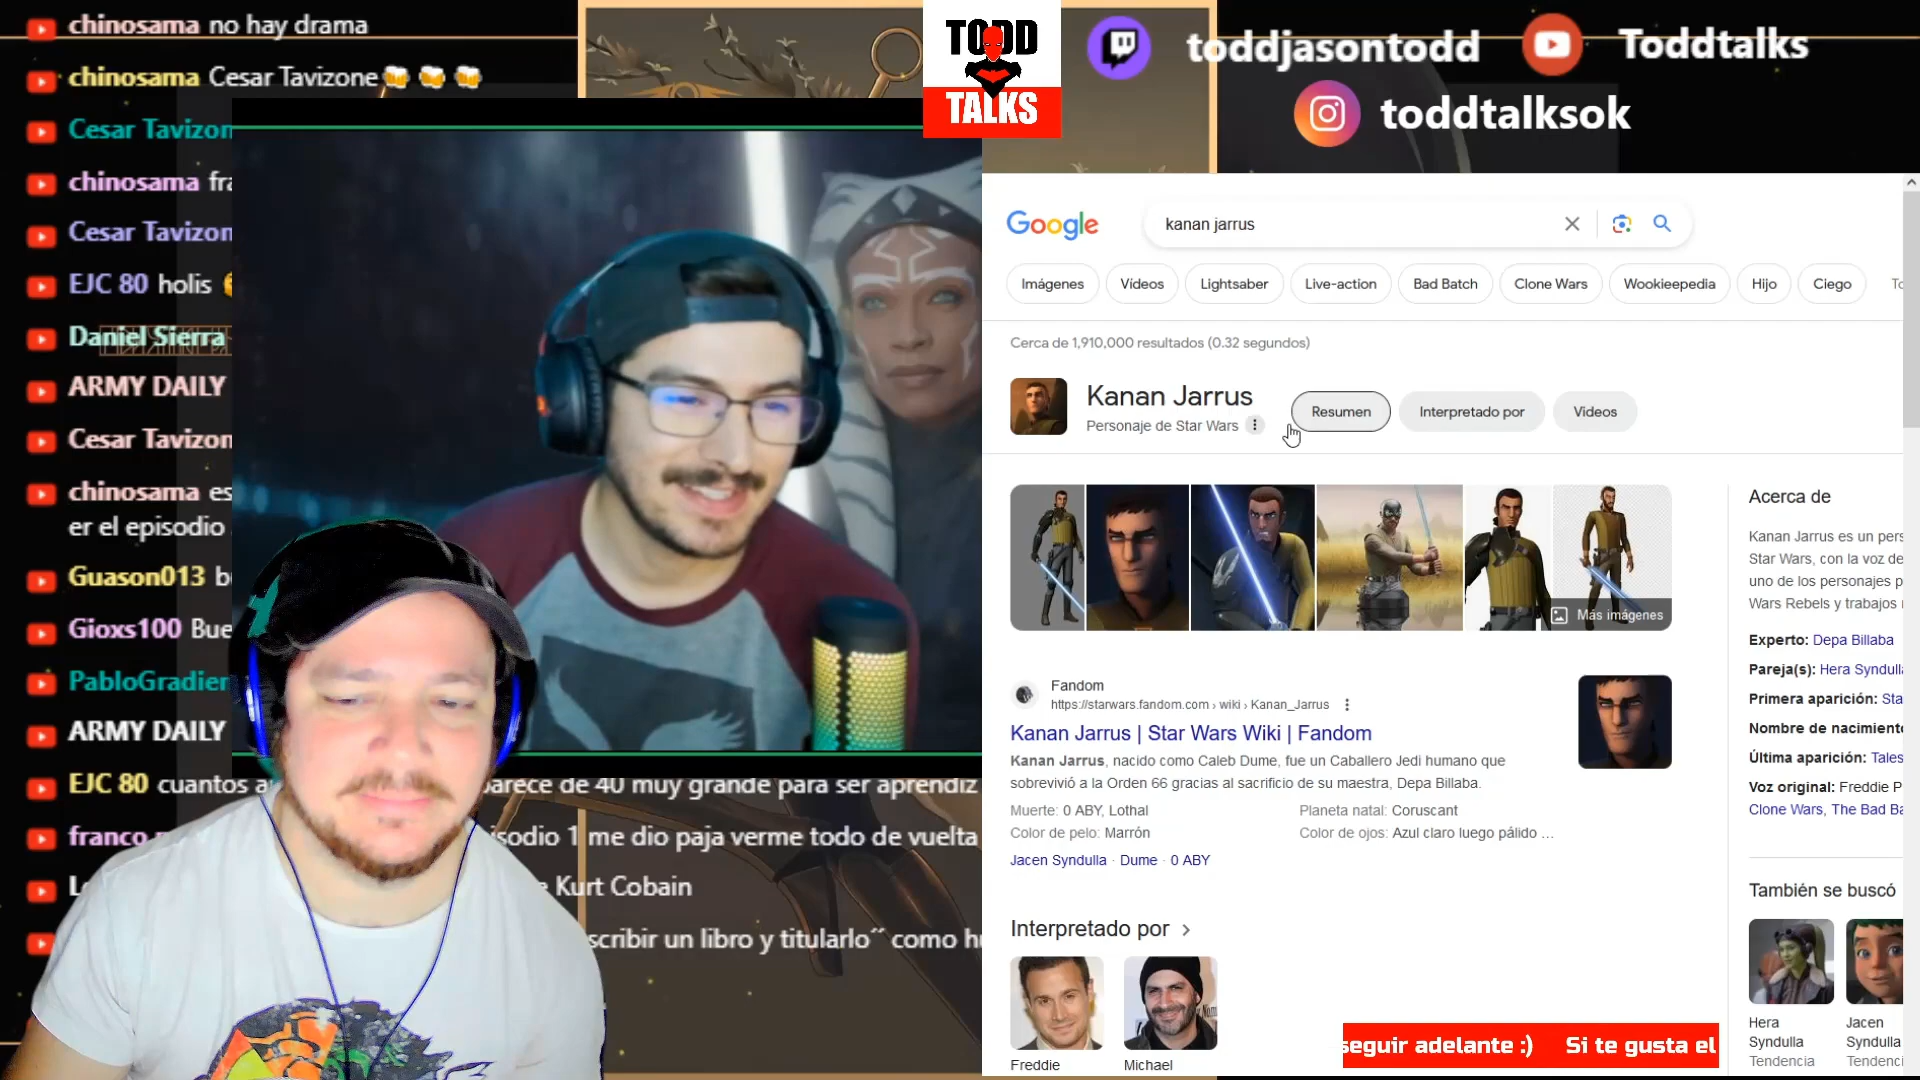 chinosama no hay drama
chinosama Cesar Tavizone
Cesar Tavizon
chinosama fra
Cesar Tavizon
EJC 80 holis
Daniel Sierra
ARMY DAILY
Cesar Tavizon
chinosama es
er el episodio
Guason013 b
Gioxs100 Bue
PabloGradier
ARMY DAILY
EJC 80 cuantos a arece de 40 muy grande para ser aprendiz
franco isodio 1 me dio paja verme todo de vuelta
Kurt Cobain
scribir un libro y titularlo´´ como h
TODD
TALKS
toddjasontodd
Toddtalks
toddtalksok
Google
kanan jarrus
Imágenes
Videos
Lightsaber
Live-action
Bad Batch
Clone Wars
Wookieepedia
Hijo
Ciego
To
Cerca de 1,910,000 resultados (0.32 segundos)
Kanan Jarrus
Personaje de Star Wars
Resumen
Interpretado por
Videos
Más imágenes
Fandom
https://starwars.fandom.com › wiki › Kanan_Jarrus
Kanan Jarrus | Star Wars Wiki | Fandom
Kanan Jarrus, nacido como Caleb Dume, fue un Caballero Jedi humano que
sobrevivió a la Orden 66 gracias al sacrificio de su maestra, Depa Billaba.
Muerte: 0 ABY, Lothal
Planeta natal: Coruscant
Color de pelo: Marrón
Color de ojos: Azul claro luego pálido ...
Jacen Syndulla · Dume · 0 ABY
Interpretado por
Freddie
Michael
Acerca de
Kanan Jarrus es un pers
Star Wars, con la voz de
uno de los personajes p
Wars Rebels y trabajos
Experto: Depa Billaba
Pareja(s): Hera Syndulla
Primera aparición: Sta
Nombre de nacimiento
Última aparición: Tales
Voz original: Freddie P
Clone Wars, The Bad Ba
También se buscó
Hera
Syndulla
Tendencia
Jacen
Syndulla
Tendenci
seguir adelante :) Si te gusta el